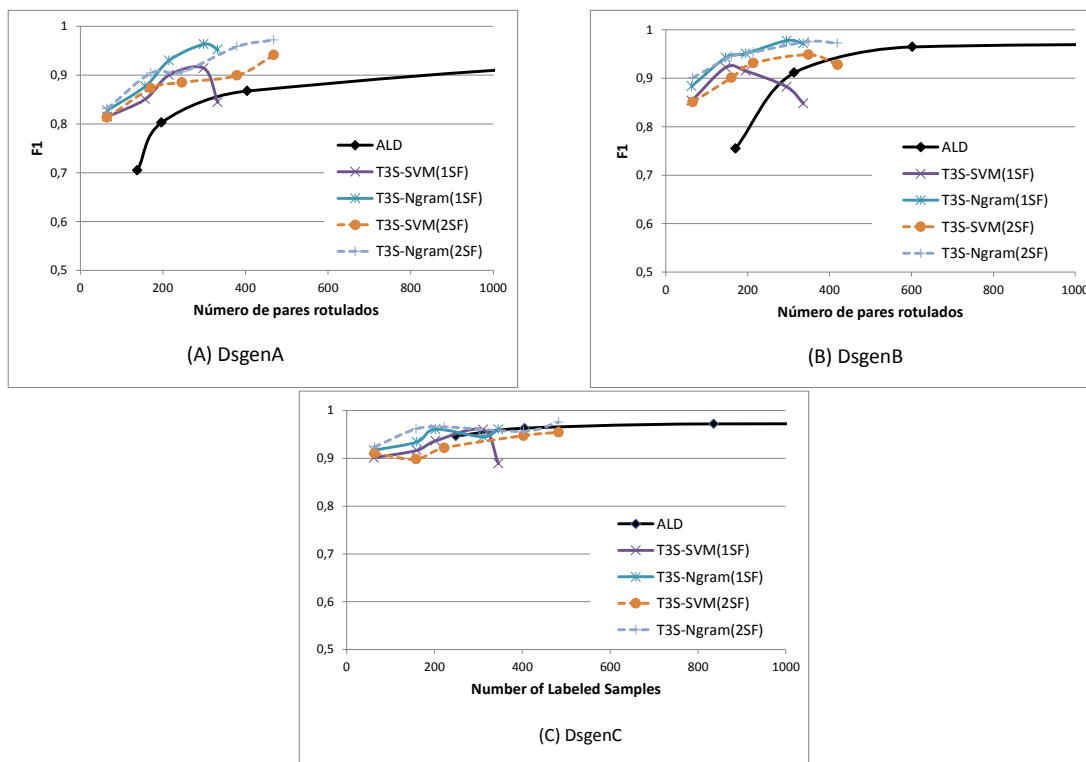 1
0,9
0,8
0,7
0,6
0,5
F1
0 200 400 600 800 1000
Número de pares rotulados
ALD
T3S-SVM(1SF)
T3S-Ngram(1SF)
T3S-SVM(2SF)
T3S-Ngram(2SF)
(A) DsgenA
1
0,9
0,8
0,7
0,6
0,5
F1
0 200 400 600 800 1000
Número de pares rotulados
ALD
T3S-SVM(1SF)
T3S-Ngram(1SF)
T3S-SVM(2SF)
T3S-Ngram(2SF)
(B) DsgenB
1
0,9
0,8
0,7
0,6
0,5
0 200 400 600 800 1000
Number of Labeled Samples
ALD
T3S-SVM(1SF)
T3S-Ngram(1SF)
T3S-SVM(2SF)
T3S-Ngram(2SF)
(C) DsgenC